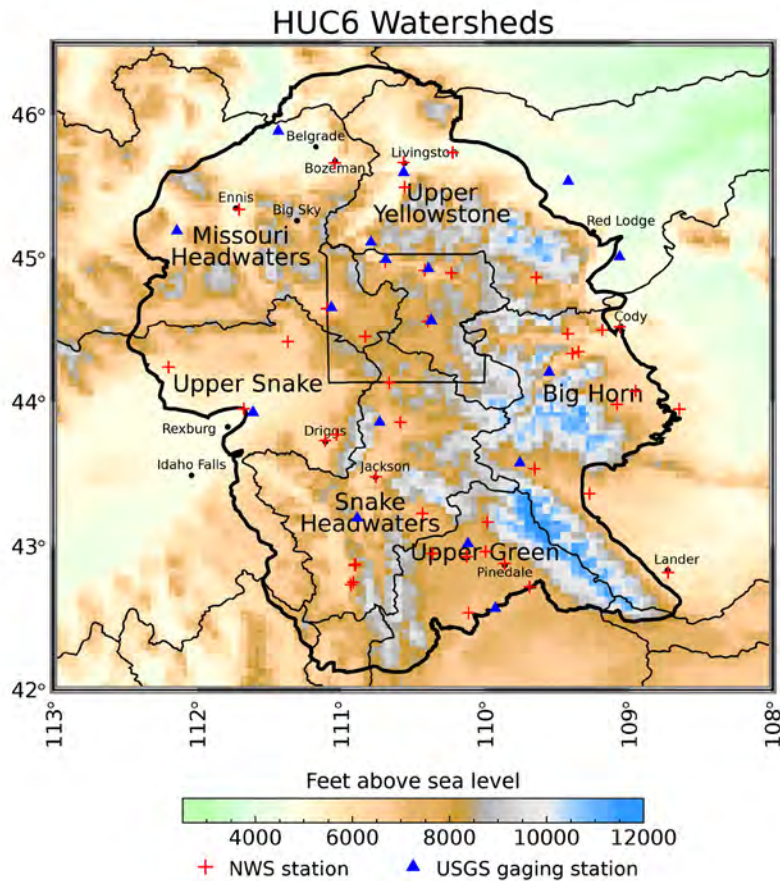 HUC6 Watersheds
46°
45°
44°
43°
42°
Belgrade
Bozeman
Livingston
Ennis
Big Sky
Upper
Yellowstone
Red Lodge
Missouri
Headwaters
Cody
Upper Snake
Big Horn
Rexburg
Driggs
Idaho Falls
Jackson
Snake
Headwaters
Upper Green
Pinedale
Lander
113°
112°
111°
110°
109°
108°
Feet above sea level
4000 6000 8000 10000 12000
NWS station
USGS gaging station